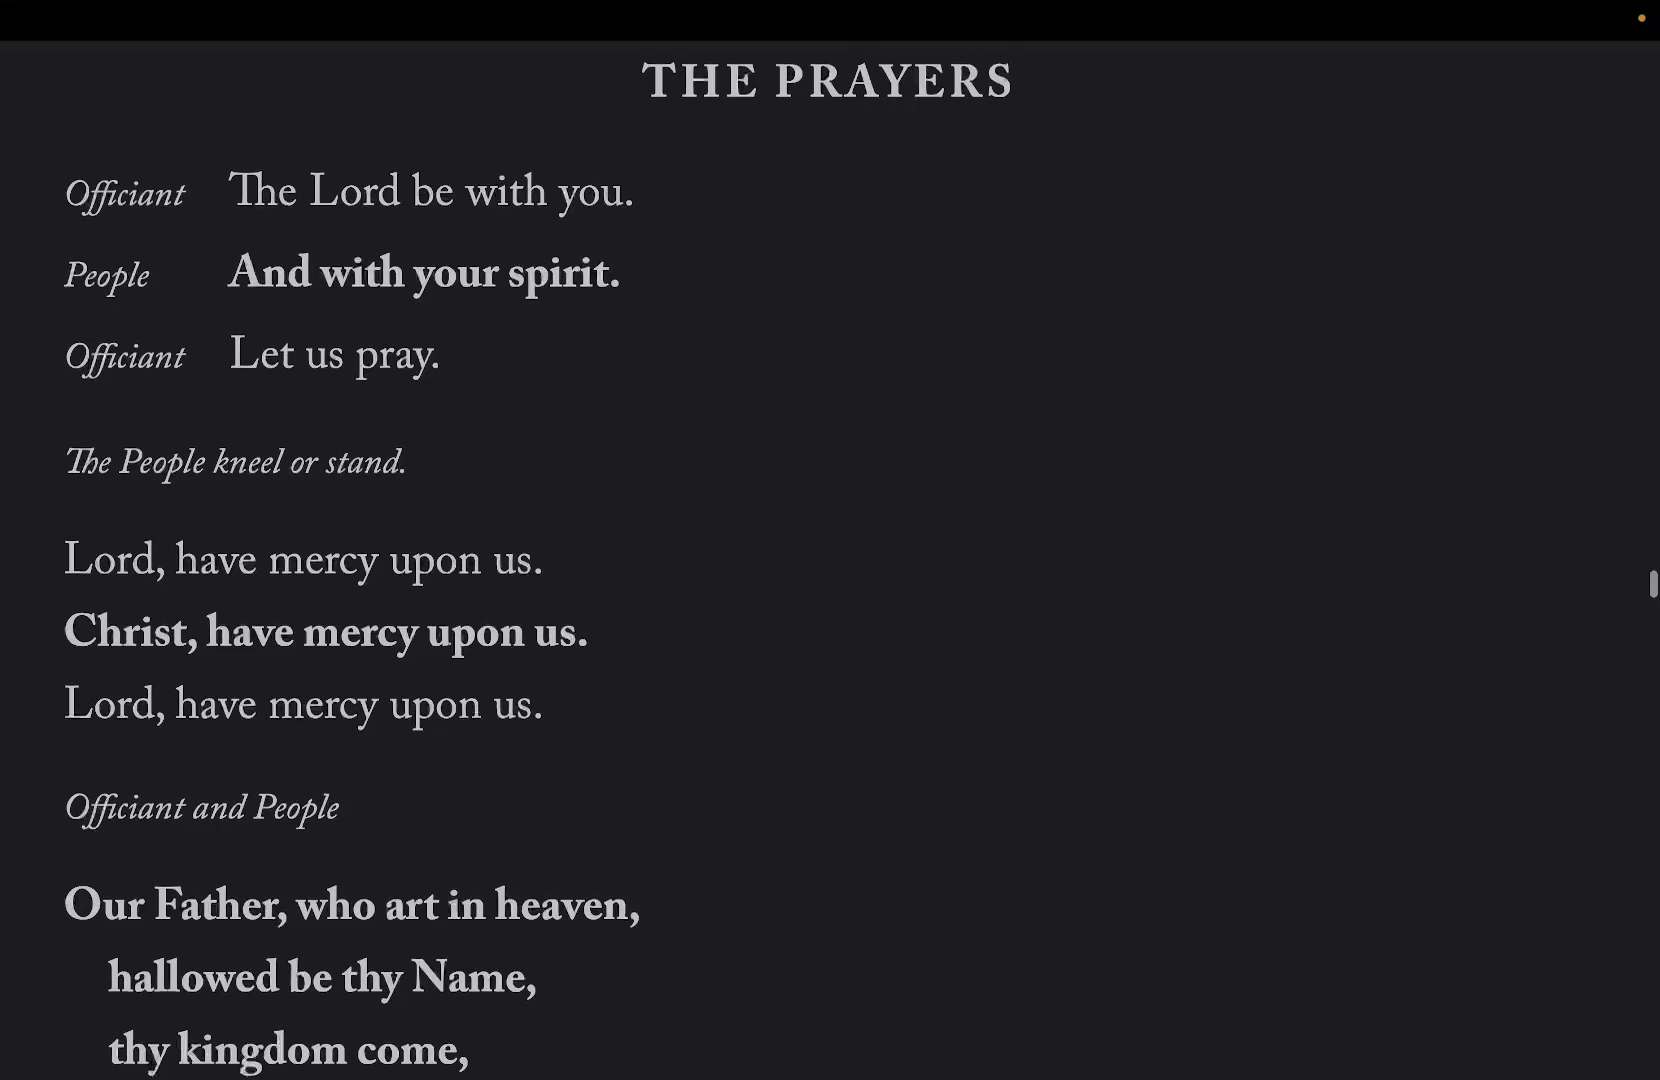 THE PRAYERS
Officiant The Lord be with you.
People And with your spirit.
Officiant Let us pray.
The People kneel or stand.
Lord, have mercy upon us.
Christ, have mercy upon us.
Lord, have mercy upon us.
Officiant and People
Our Father, who art in heaven,
hallowed be thy Name,
thy kingdom come,